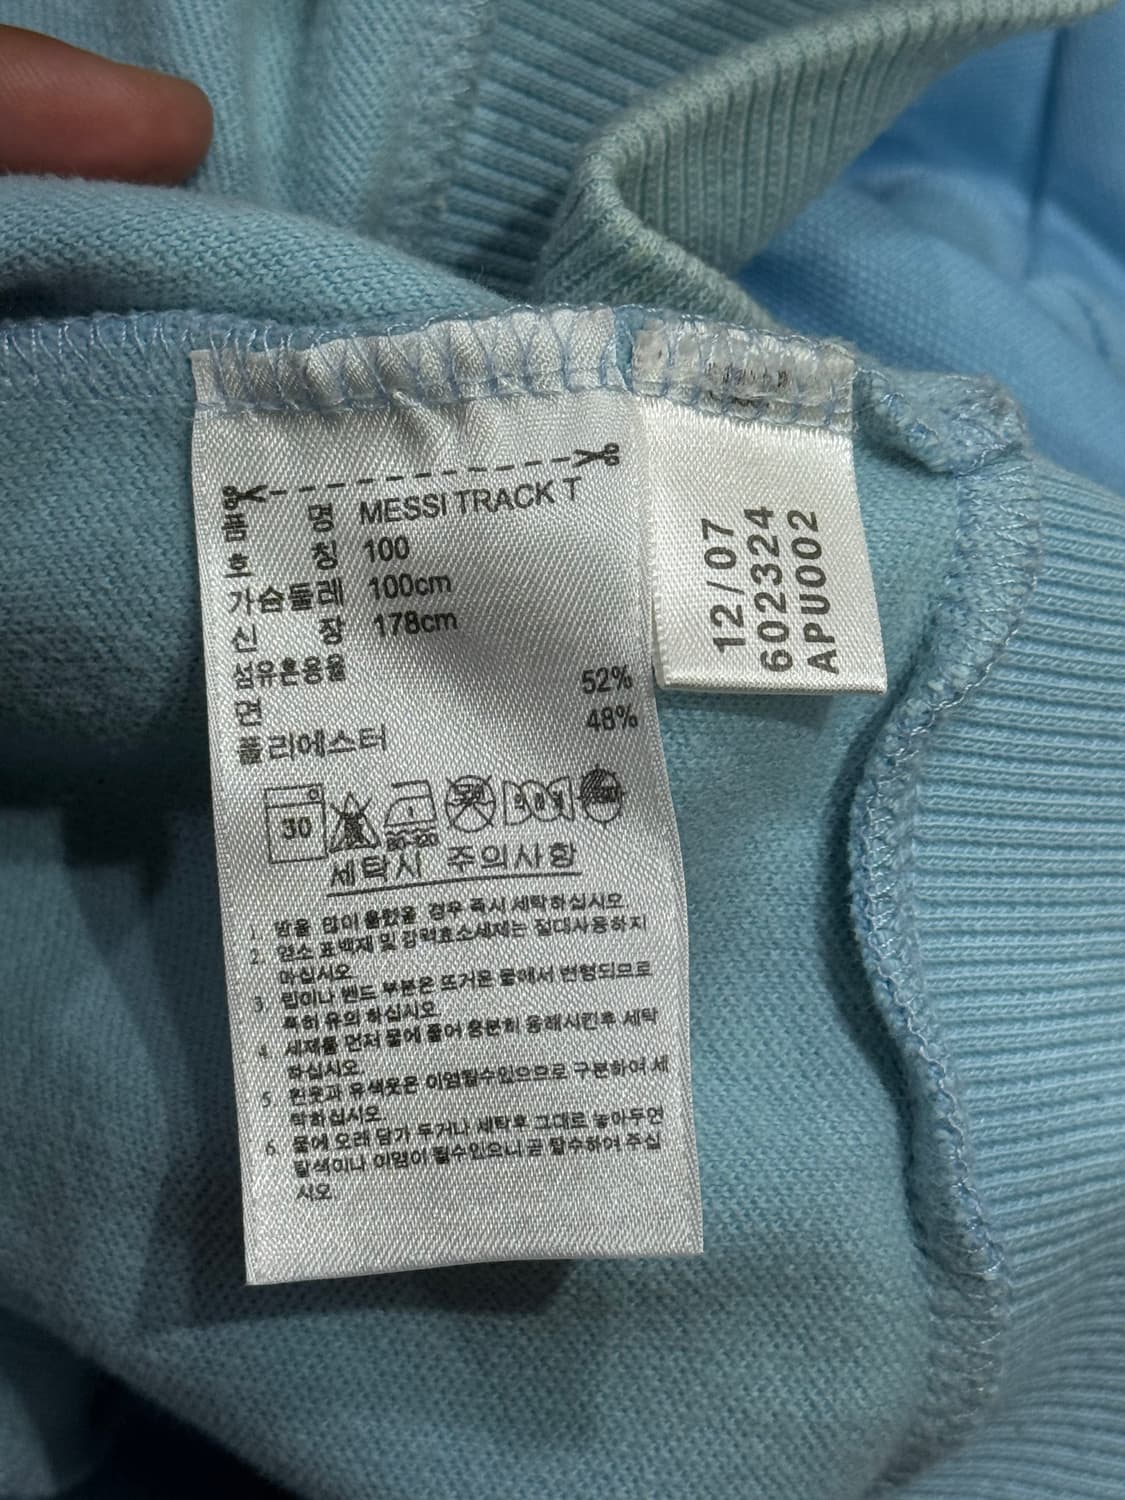 품 명 MESSI TRACK T
호 칭 100
가슴둘레 100cm
신 장 178cm
섬유혼용율
면 52%
폴리에스터 48%
30
세탁시 주의사항
1. 땀을 많이 흘렸을 경우 즉시 세탁하십시오
2. 염소 표백제 및 강력효소세제는 절대사용하지
마십시오
3. 립이나 밴드 부분은 뜨거운 물에서 변형되므로
특히 유의 하십시오
4. 세제를 먼저 물에 풀어 충분히 용해시킨후 세탁
하십시오
5. 흰옷과 유색옷은 이염될수있으므로 구분하여 세
탁하십시오
6. 물에 오래 담가 두거나 세탁후 그대로 놓아두면
탈색이나 이염이 될수있으니 곧 탈수하여 주십
시오
12/07
602324
APU002